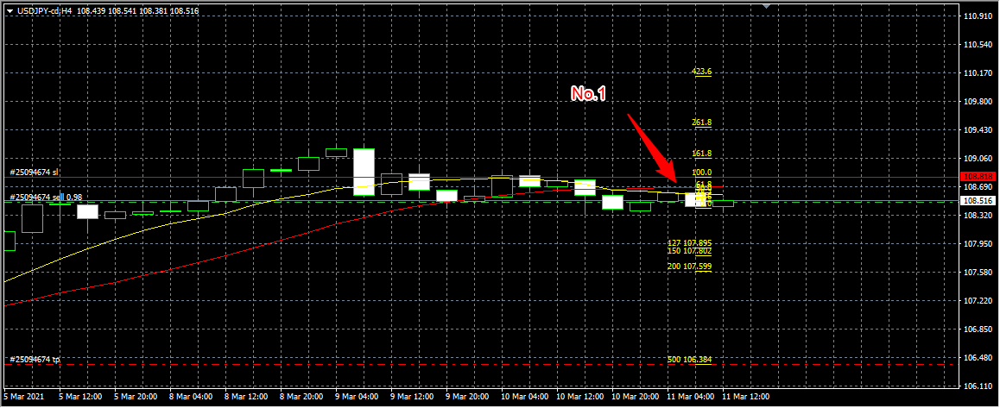 USDJPY-cd,H4 108.439 108.541 108.381 108.516
110.910
110.540
110.170
109.800
109.430
109.060
108.818
108.690
108.516
108.320
107.950
107.580
107.220
106.850
106.480
106.110
423.6
No.1
261.8
161.8
#25094674 sl
100.0
61.8
#25094674 sell 0.98
127 107.895
150 107.802
200 107.599
#25094674 tp
500 106.384
5 Mar 2021
5 Mar 12:00
5 Mar 20:00
8 Mar 04:00
8 Mar 12:00
8 Mar 20:00
9 Mar 04:00
9 Mar 12:00
9 Mar 20:00
10 Mar 04:00
10 Mar 12:00
10 Mar 20:00
11 Mar 04:00
11 Mar 12:00